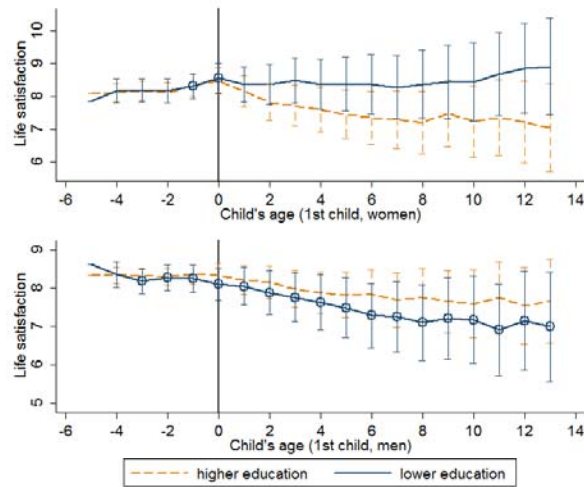 Life satisfaction
10
9
8
7
6
-6 -4 -2 0 2 4 6 8 10 12 14
Child's age (1st child, women)
Life satisfaction
9
8
7
6
5
-6 -4 -2 0 2 4 6 8 10 12 14
Child's age (1st child, men)
higher education lower education